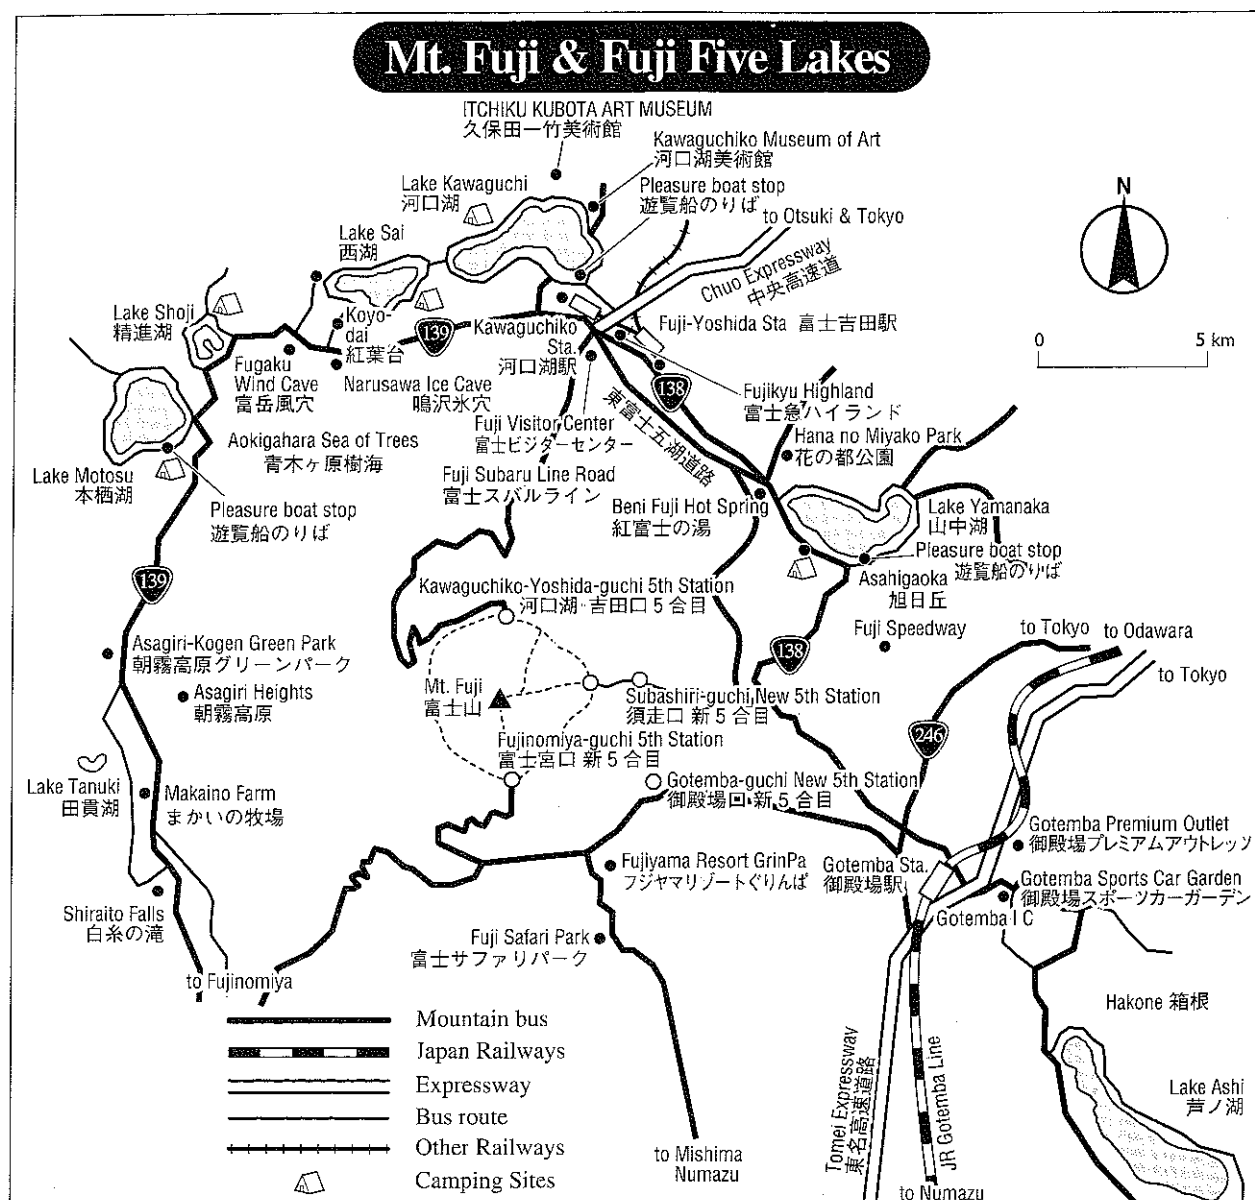 Mt. Fuji & Fuji Five Lakes
ITCHIKU KUBOTA ART MUSEUM
久保田一竹美術館
Kawaguchiko Museum of Art
河口湖美術館
Lake Kawaguchi
河口湖
Pleasure boat stop
遊覧船のりば
to Otsuki & Tokyo
N
Lake Sai
西湖
Chuo Expressway
中央高速道
Lake Shoji
精進湖
Koyo-
dai
紅葉台
139
Kawaguchiko
Sta.
河口湖駅
Fuji-Yoshida Sta 富士吉田駅
0 5 km
Fugaku
Wind Cave
富岳風穴
Narusawa Ice Cave
鳴沢氷穴
138
Fujikyu Highland
富士急ハイランド
東富士五湖道路
Fuji Visitor Center
富士ビジターセンター
Hana no Miyako Park
花の都公園
Aokigahara Sea of Trees
青木ヶ原樹海
Lake Motosu
本栖湖
Fuji Subaru Line Road
富士スバルライン
Beni Fuji Hot Spring
紅富士の湯
Lake Yamanaka
山中湖
Pleasure boat stop
遊覧船のりば
Pleasure boat stop
遊覧船のりば
Asahigaoka
旭日丘
139
Kawaguchiko-Yoshida-guchi 5th Station
河口湖・吉田口 5 合目
Fuji Speedway
to Tokyo
to Odawara
to Tokyo
138
Asagiri-Kogen Green Park
朝霧高原グリーンパーク
Asagiri Heights
朝霧高原
Mt. Fuji
富士山
Subashiri-guchi New 5th Station
須走口 新 5 合目
246
Fujinomiya-guchi 5th Station
富士宮口 新 5 合目
Lake Tanuki
田貫湖
Makaino Farm
まかいの牧場
Gotemba-guchi New 5th Station
御殿場口 新 5 合目
Gotemba Premium Outlet
御殿場プレミアムアウトレッツ
Fujiyama Resort GrinPa
フジヤマリゾートぐりんぱ
Gotemba Sta.
御殿場駅
Gotemba Sports Car Garden
御殿場スポーツカーガーデン
Gotemba I C
Shiraito Falls
白糸の滝
Fuji Safari Park
富士サファリパーク
to Fujinomiya
Hakone 箱根
Mountain bus
Japan Railways
Expressway
Bus route
Other Railways
Camping Sites
Lake Ashi
芦ノ湖
Tomei Expressway
東名高速道路
JR Gotemba Line
to Mishima
Numazu
to Numazu